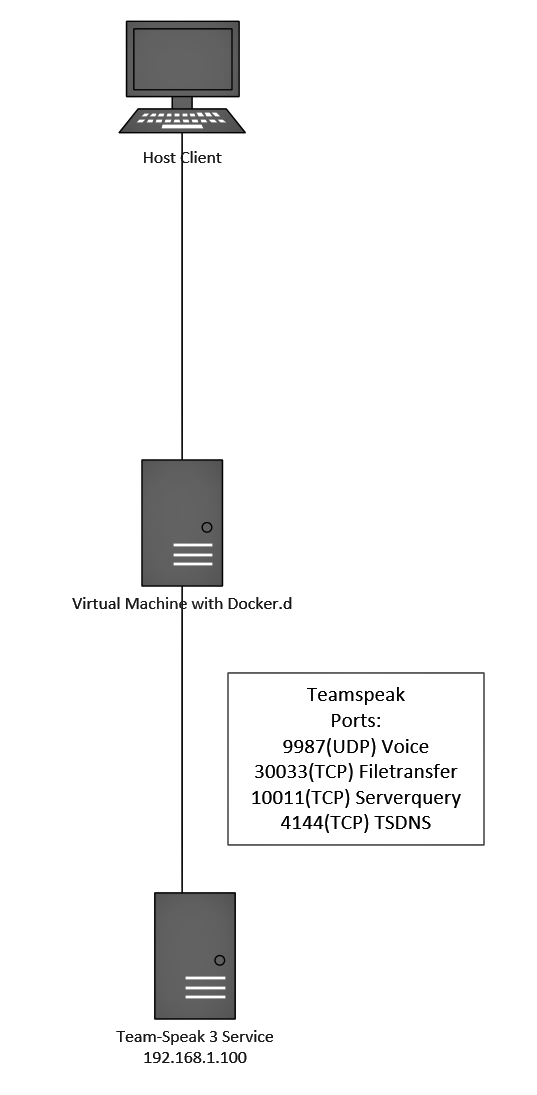 Host Client
Virtual Machine with Docker.d
Teamspeak
Ports:
9987(UDP) Voice
30033(TCP) Filetransfer
10011(TCP) Serverquery
4144(TCP) TSDNS
Team-Speak 3 Service
192.168.1.100